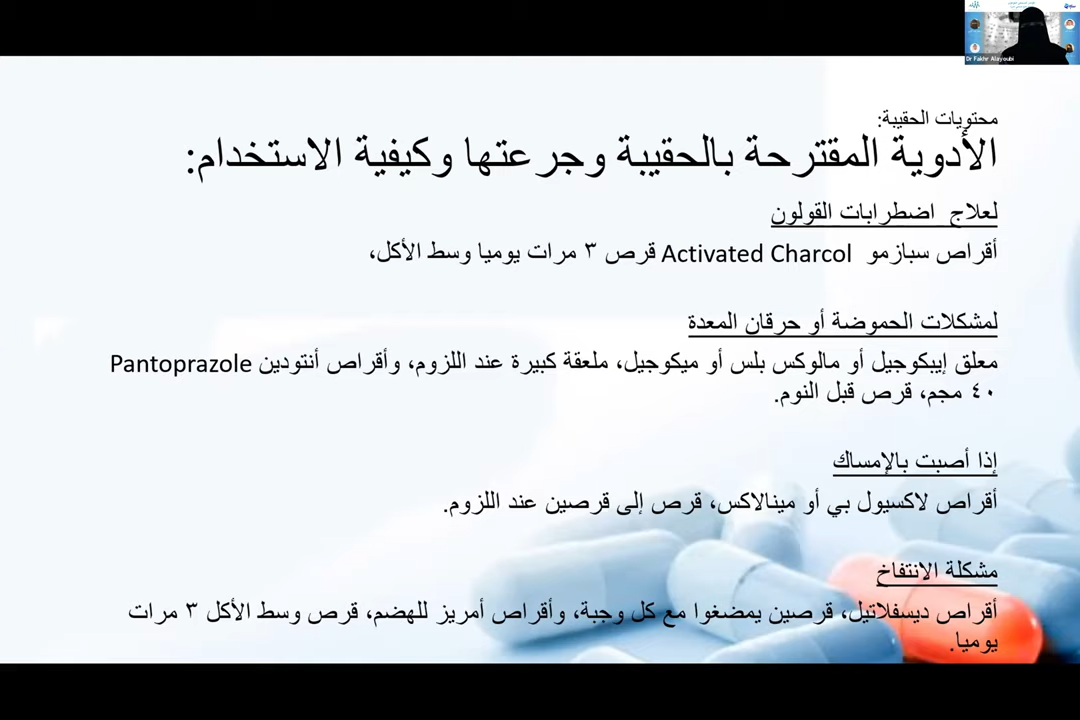 Dr Fakhr Alayoubi
محتويات الحقيبة:
الأدوية المقترحة بالحقيبة وجرعتها وكيفية الاستخدام:
لعلاج اضطرابات القولون
أقراص سبازمو Activated Charcol قرص ٣ مرات يوميا وسط الأكل،
لمشكلات الحموضة أو حرقان المعدة
معلق إيبكوجيل أو مالوكس بلس أو ميكوجيل، ملعقة كبيرة عند اللزوم، وأقراص أنتودين Pantoprazole
٤٠ مجم، قرص قبل النوم.
إذا أصبت بالإمساك
أقراص لاكسيول بي أو مينالاكس، قرص إلى قرصين عند اللزوم.
مشكلة الانتفاخ
أقراص ديسفلاتيل، قرصين يمضغوا مع كل وجبة، وأقراص أمريز للهضم، قرص وسط الأكل ٣ مرات
يوميا.